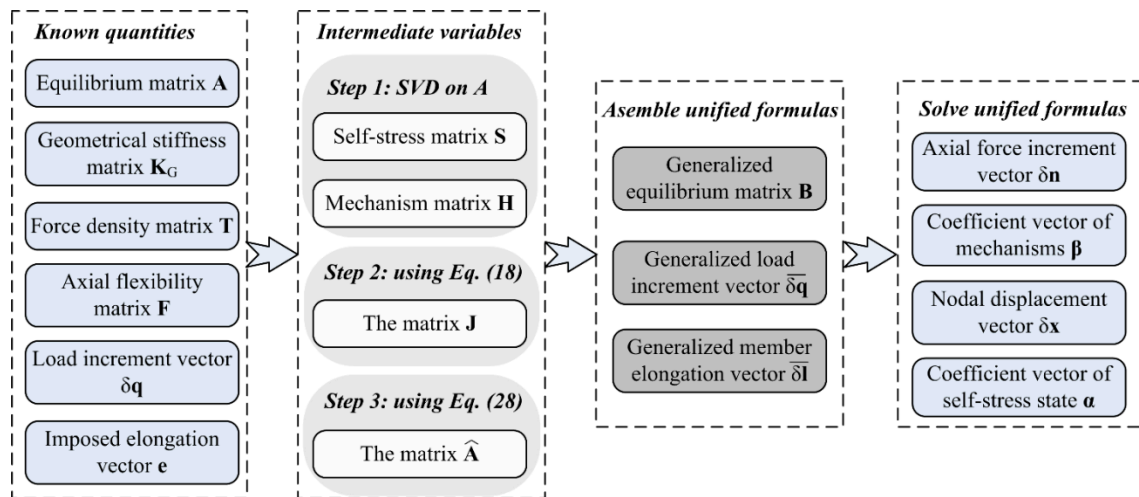 Known quantities
Equilibrium matrix A
Geometrical stiffness
matrix K_G
Force density matrix T
Axial flexibility
matrix F
Load increment vector
δq
Imposed elongation
vector e
Intermediate variables
Step 1: SVD on A
Self-stress matrix S
Mechanism matrix H
Step 2: using Eq. (18)
The matrix J
Step 3: using Eq. (28)
The matrix Â
Asemble unified formulas
Generalized
equilibrium matrix B
Generalized load
increment vector δq̅
Generalized member
elongation vector δl̅
Solve unified formulas
Axial force increment
vector δn
Coefficient vector of
mechanisms β
Nodal displacement
vector δx
Coefficient vector of
self-stress state α